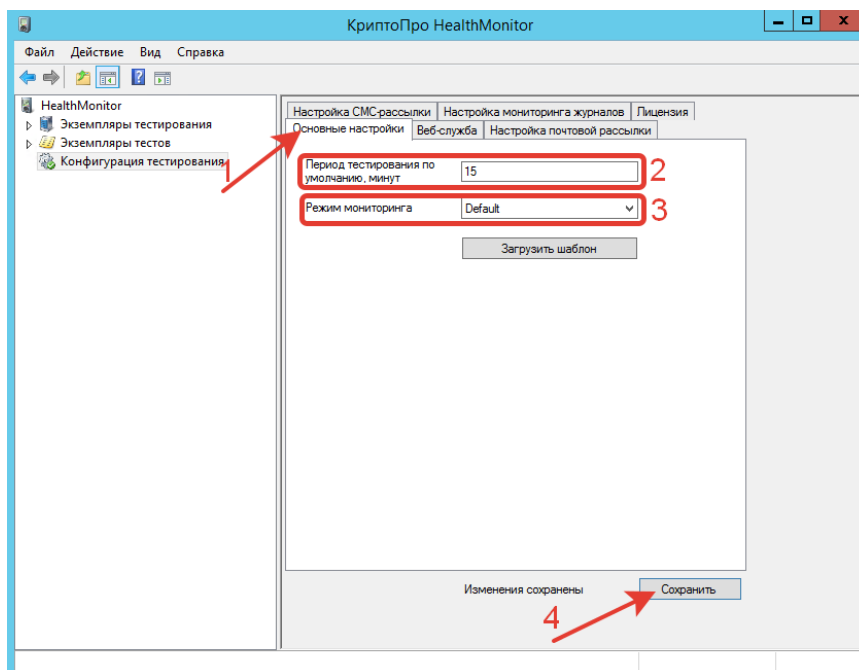 КриптоПро HealthMonitor
Файл Действие Вид Справка
HealthMonitor
Экземпляры тестирования
Экземпляры тестов
Конфигурация тестирования
Настройка СМС-рассылки Настройка мониторинга журналов Лицензия
Основные настройки Веб-служба Настройка почтовой рассылки
1
Период тестирования по
умолчанию, минут
15
2
Режим мониторинга Default 3
Загрузить шаблон
Изменения сохранены Сохранить
4